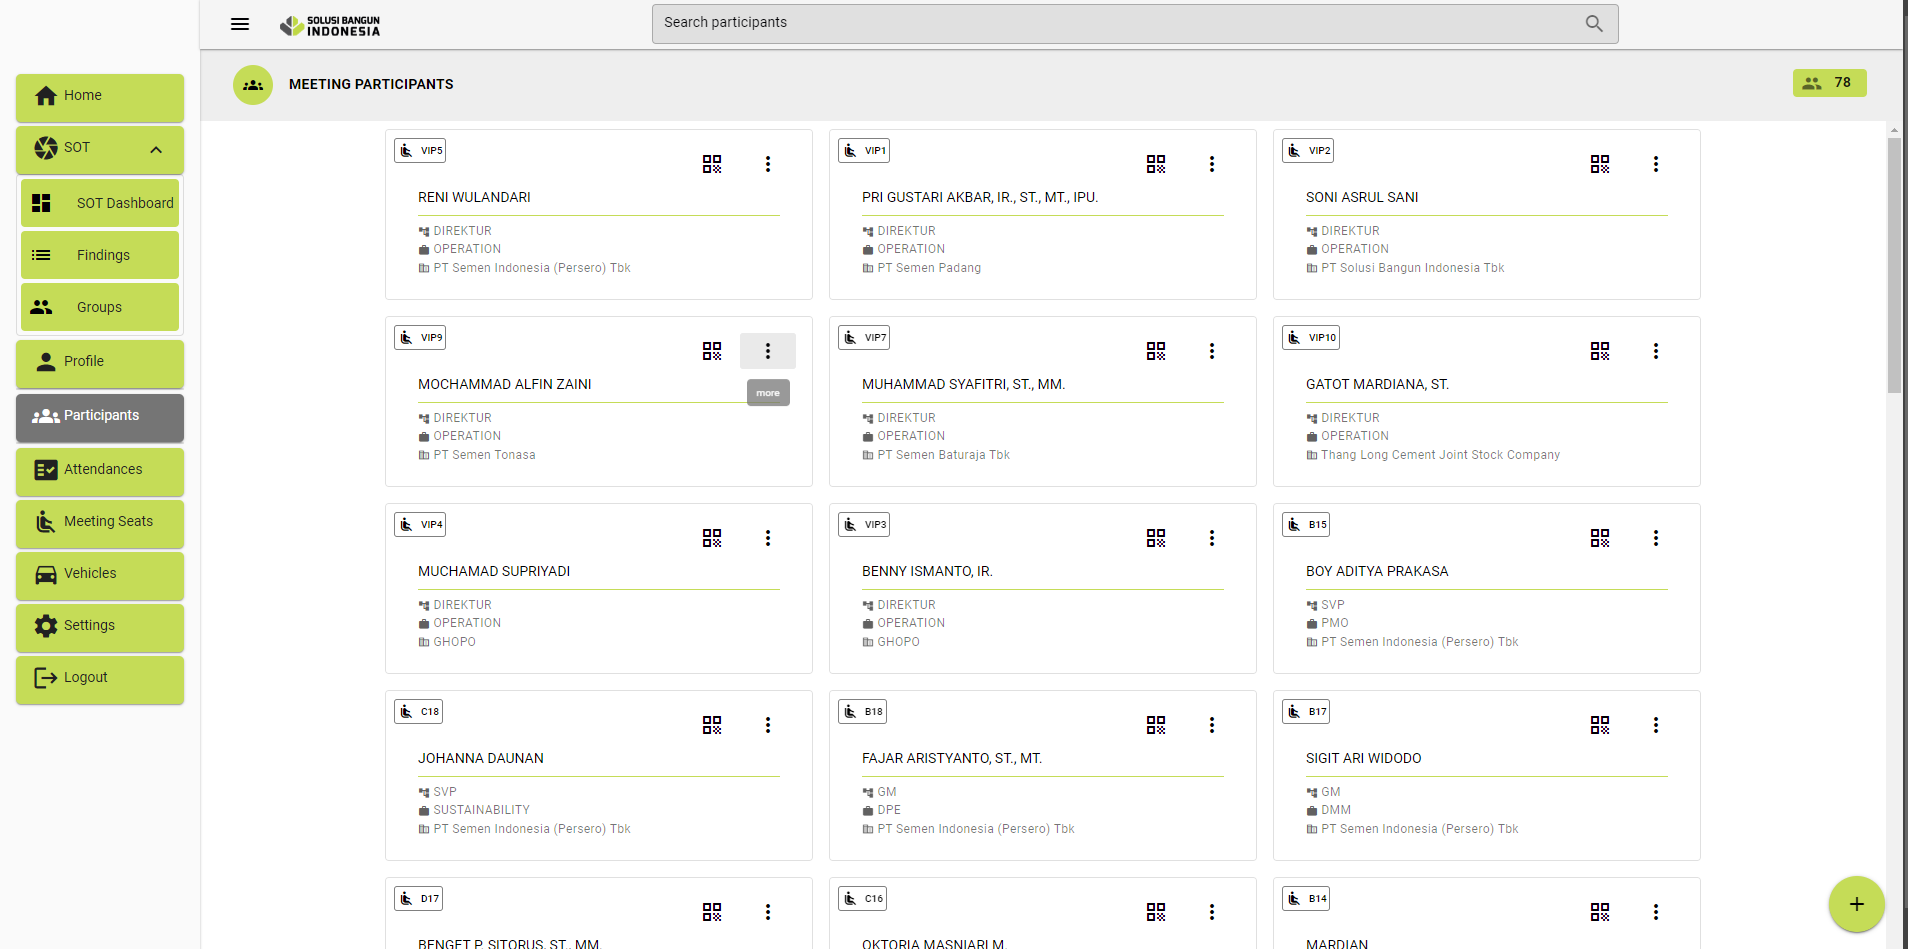 SOLUSI BANGUN
INDONESIA
Search participants
MEETING PARTICIPANTS
78
Home
SOT
SOT Dashboard
Findings
Groups
Profile
Participants
Attendances
Meeting Seats
Vehicles
Settings
Logout
VIP5
RENI WULANDARI
DIREKTUR
OPERATION
PT Semen Indonesia (Persero) Tbk
VIP1
PRI GUSTARI AKBAR, IR., ST., MT., IPU.
DIREKTUR
OPERATION
PT Semen Padang
VIP2
SONI ASRUL SANI
DIREKTUR
OPERATION
PT Solusi Bangun Indonesia Tbk
VIP9
MOCHAMMAD ALFIN ZAINI
more
DIREKTUR
OPERATION
PT Semen Tonasa
VIP7
MUHAMMAD SYAFITRI, ST., MM.
DIREKTUR
OPERATION
PT Semen Baturaja Tbk
VIP10
GATOT MARDIANA, ST.
DIREKTUR
OPERATION
Thang Long Cement Joint Stock Company
VIP4
MUCHAMAD SUPRIYADI
DIREKTUR
OPERATION
GHOPO
VIP3
BENNY ISMANTO, IR.
DIREKTUR
OPERATION
GHOPO
B15
BOY ADITYA PRAKASA
SVP
PMO
PT Semen Indonesia (Persero) Tbk
C18
JOHANNA DAUNAN
SVP
SUSTAINABILITY
PT Semen Indonesia (Persero) Tbk
B18
FAJAR ARISTYANTO, ST., MT.
GM
DPE
PT Semen Indonesia (Persero) Tbk
B17
SIGIT ARI WIDODO
GM
DMM
PT Semen Indonesia (Persero) Tbk
D17
BENGET P. SITORUS, ST., MM.
C16
OKTORIA MASNIARI M.
B14
MARDIAN